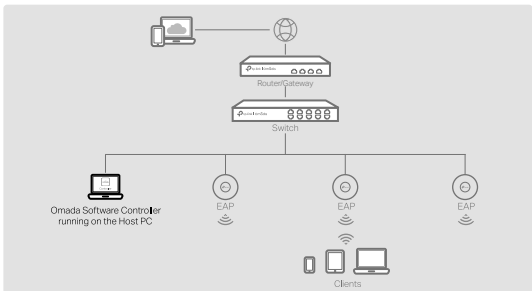 Router/Gateway
Switch
Omada Software Controller
running on the Host PC
EAP
EAP
EAP
Clients